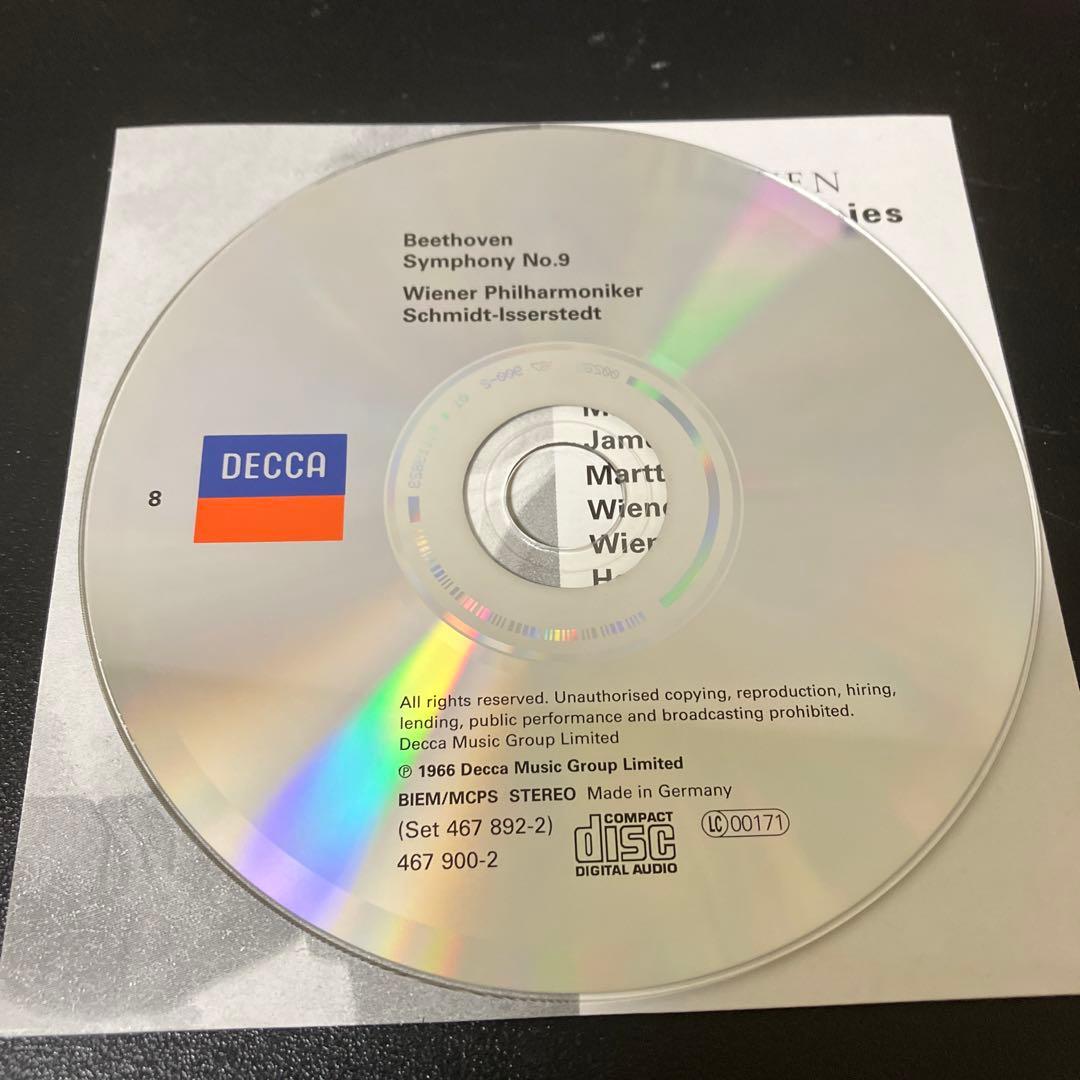 ies
Beethoven
Symphony No.9
Wiener Philharmoniker
Schmidt-Isserstedt
DECCA
8
All rights reserved. Unauthorised copying, reproduction, hiring,
lending, public performance and broadcasting prohibited.
Decca Music Group Limited
℗ 1966 Decca Music Group Limited
BIEM/MCPS STEREO Made in Germany
(Set 467 892-2)
467 900-2
COMPACT
disc
DIGITAL AUDIO
LC 00171